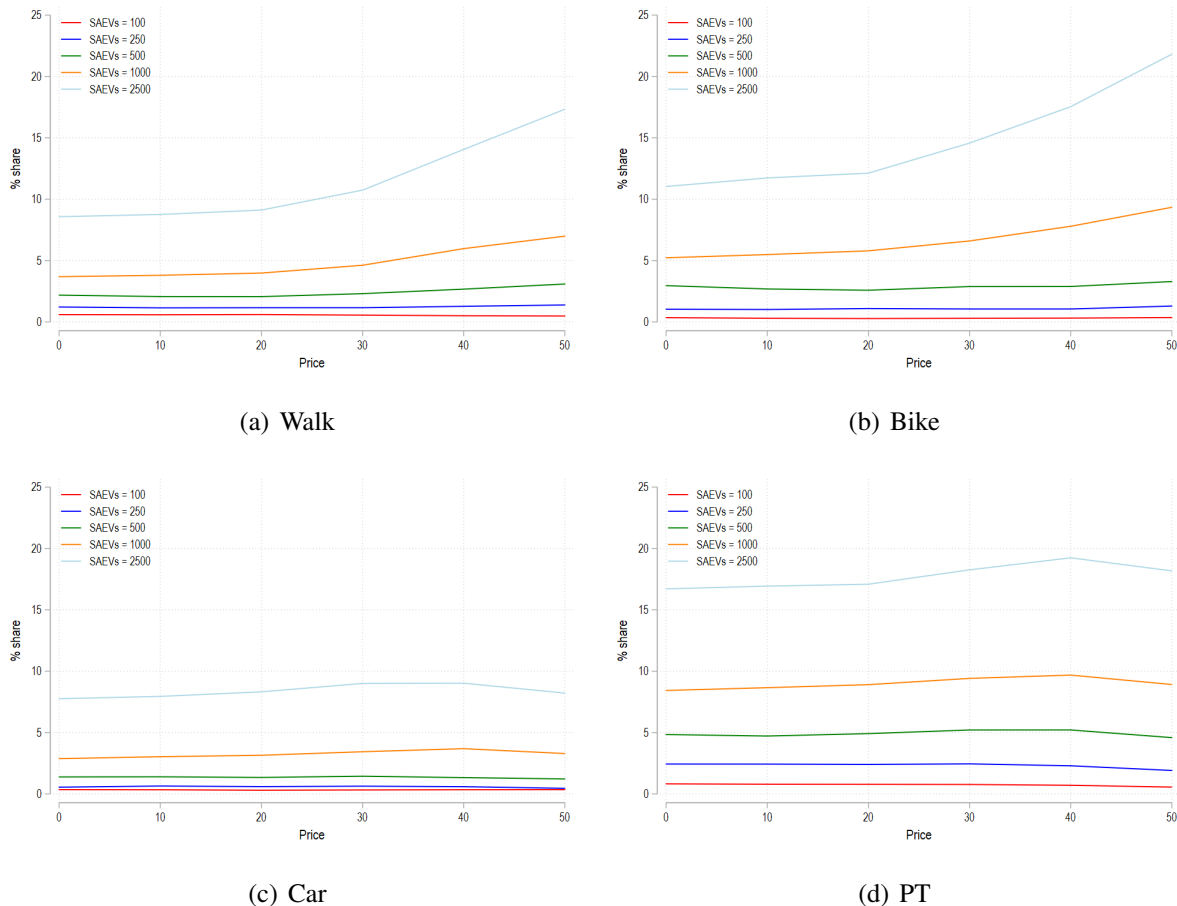 25
20
15
10
5
0
% share
SAEVs = 100
SAEVs = 250
SAEVs = 500
SAEVs = 1000
SAEVs = 2500
0 10 20 30 40 50
Price
(a) Walk
25
20
15
10
5
0
% share
SAEVs = 100
SAEVs = 250
SAEVs = 500
SAEVs = 1000
SAEVs = 2500
0 10 20 30 40 50
Price
(b) Bike
25
20
15
10
5
0
% share
SAEVs = 100
SAEVs = 250
SAEVs = 500
SAEVs = 1000
SAEVs = 2500
0 10 20 30 40 50
Price
(c) Car
25
20
15
10
5
0
% share
SAEVs = 100
SAEVs = 250
SAEVs = 500
SAEVs = 1000
SAEVs = 2500
0 10 20 30 40 50
Price
(d) PT